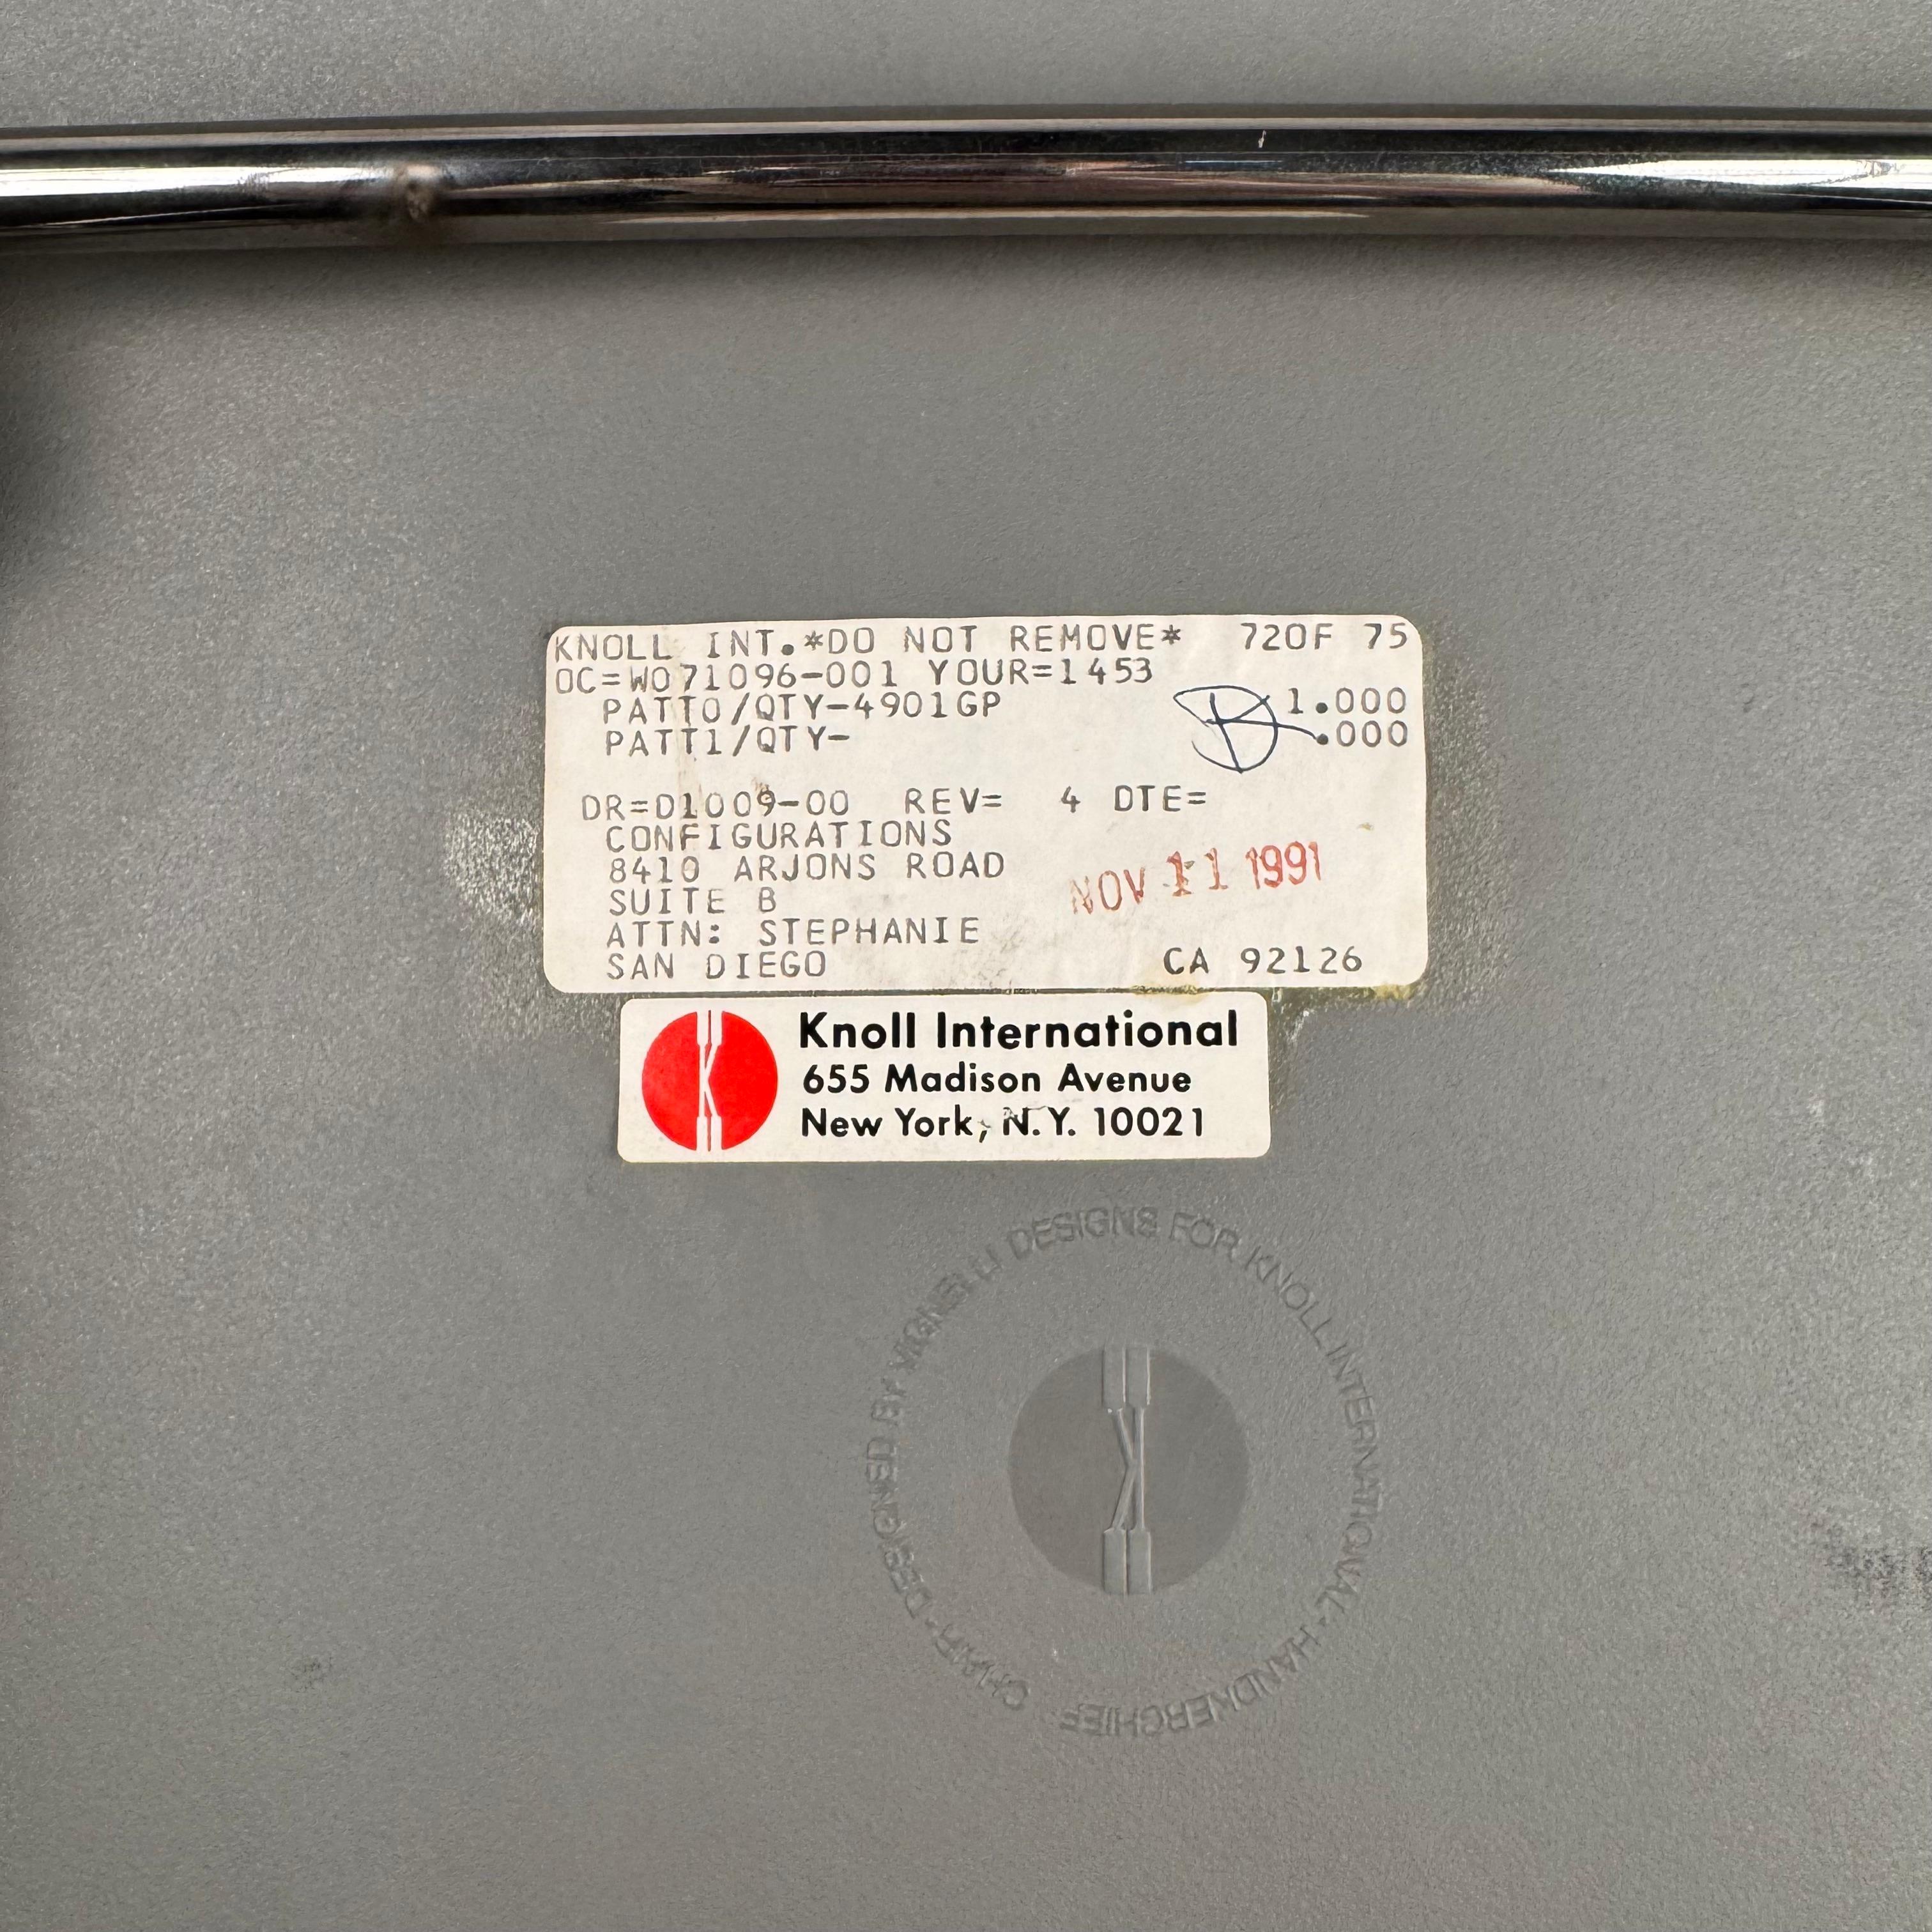 KNOLL INT.*DO NOT REMOVE* 72OF 75
OC=W071096-001 YOUR=1453
PATT0/QTY-4901GP 1.000
PATT1/QTY- .000
DR=D1009-00 REV= 4 DTE=
CONFIGURATIONS
8410 ARJONS ROAD
SUITE B
NOV 11 1991
ATTN: STEPHANIE
SAN DIEGO CA 92126
K
Knoll International
655 Madison Avenue
New York, N.Y. 10021
HANDKERCHIEF CHAIR · DESIGNED BY VIGNELLI DESIGNS FOR KNOLL INTERNATIONAL ·
K